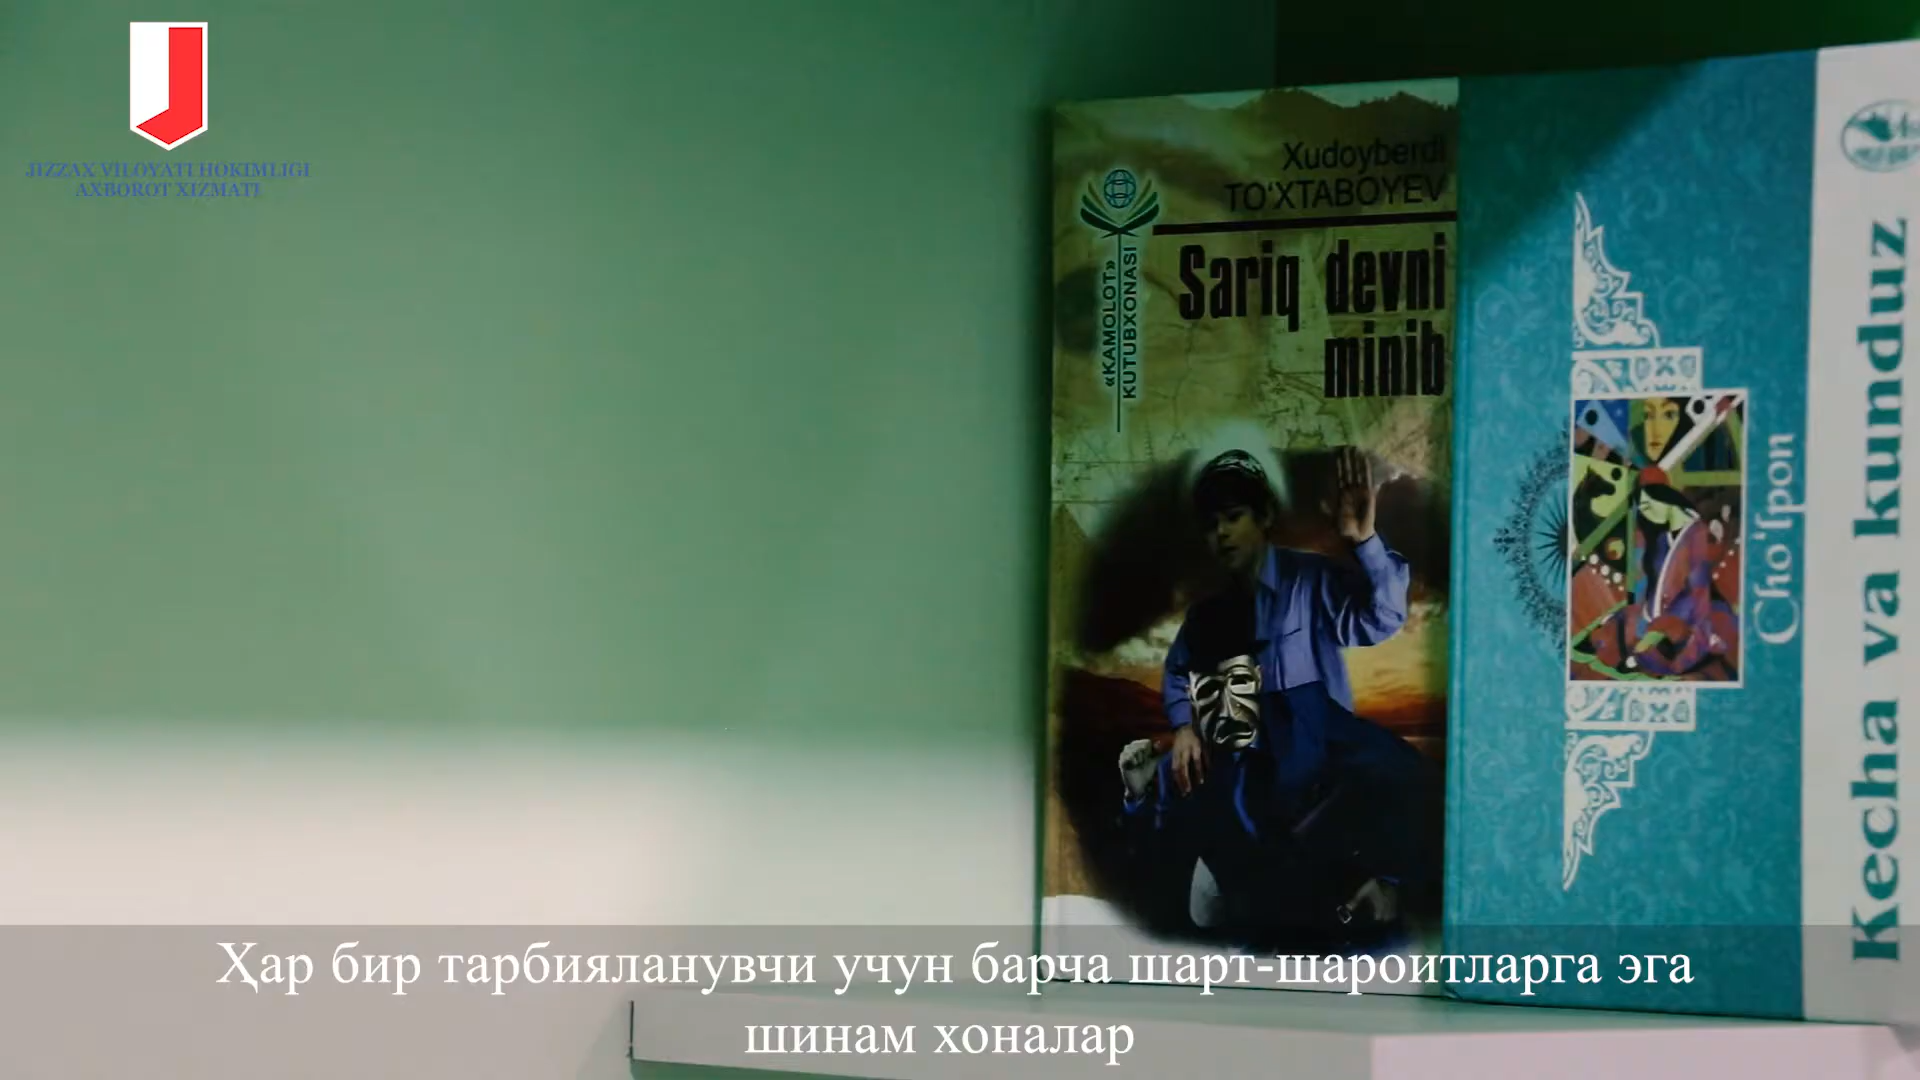 JIZZAX VILOYATI HOKIMLIGI
AXBOROT XIZMATI
Xudoyberdi
TO‘XTABOYEV
Sariq devni
minib
«KAMOLOT»
KUTUBXONASI
Cho‘lpon
Kecha va kunduz
Ҳар бир тарбияланувчи учун барча шарт-шароитларга эга
шинам хоналар